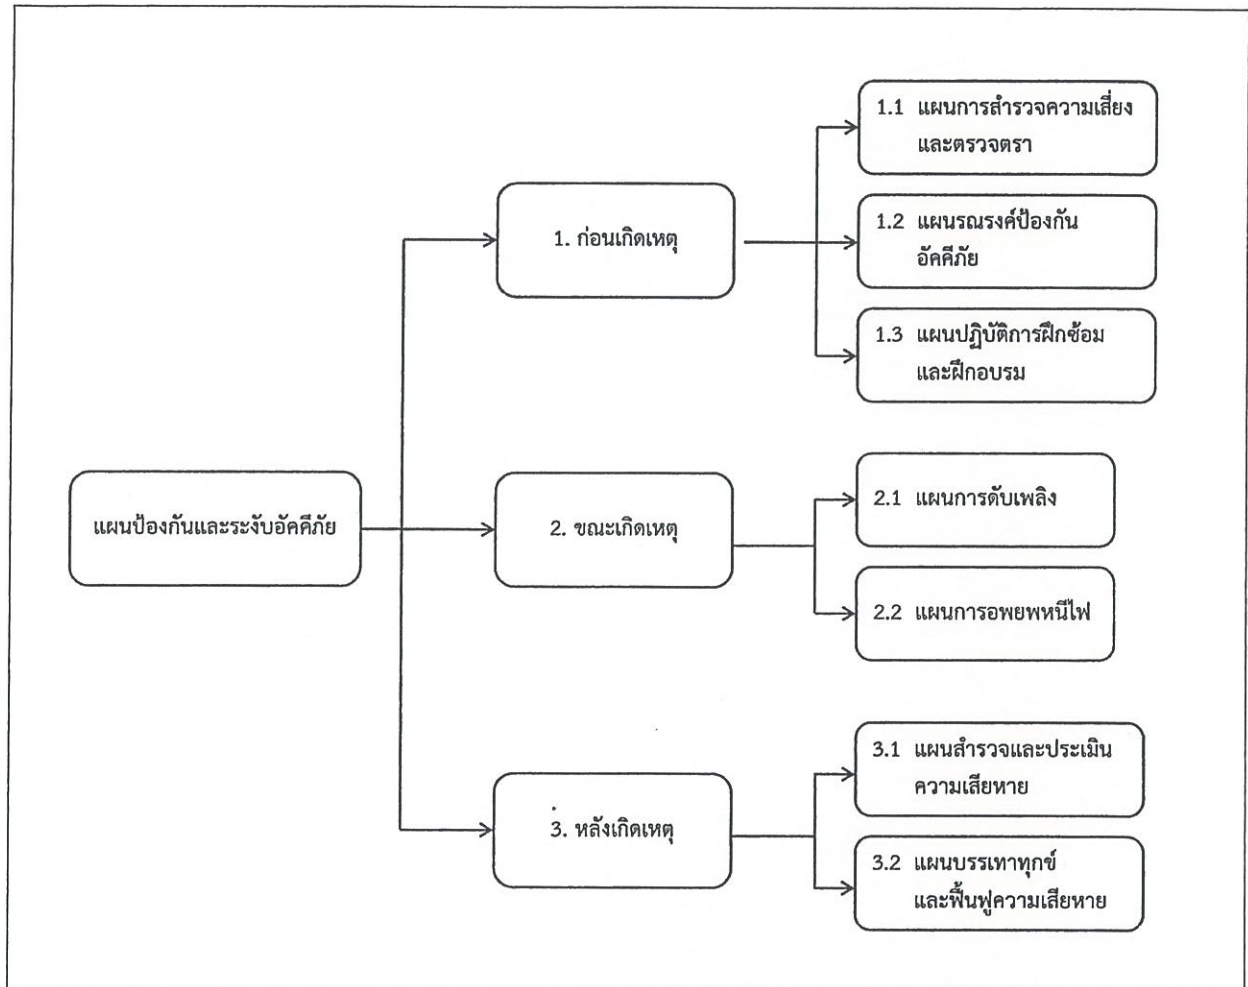 1.1 แผนการสำรวจความเสี่ยง
และตรวจตรา
1. ก่อนเกิดเหตุ
1.2 แผนรณรงค์ป้องกัน
อัคคีภัย
1.3 แผนปฏิบัติการฝึกซ้อม
และฝึกอบรม
แผนป้องกันและระงับอัคคีภัย
2. ขณะเกิดเหตุ
2.1 แผนการดับเพลิง
2.2 แผนการอพยพหนีไฟ
3. หลังเกิดเหตุ
3.1 แผนสำรวจและประเมิน
ความเสียหาย
3.2 แผนบรรเทาทุกข์
และฟื้นฟูความเสียหาย